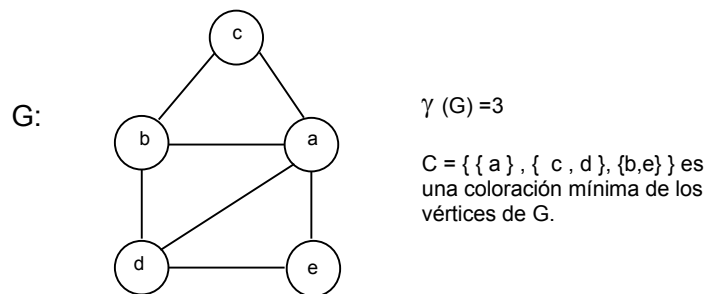 c
γ (G) =3
G:
b
a
C = { { a } , { c , d }, {b,e} } es
una coloración mínima de los
vértices de G.
d
e